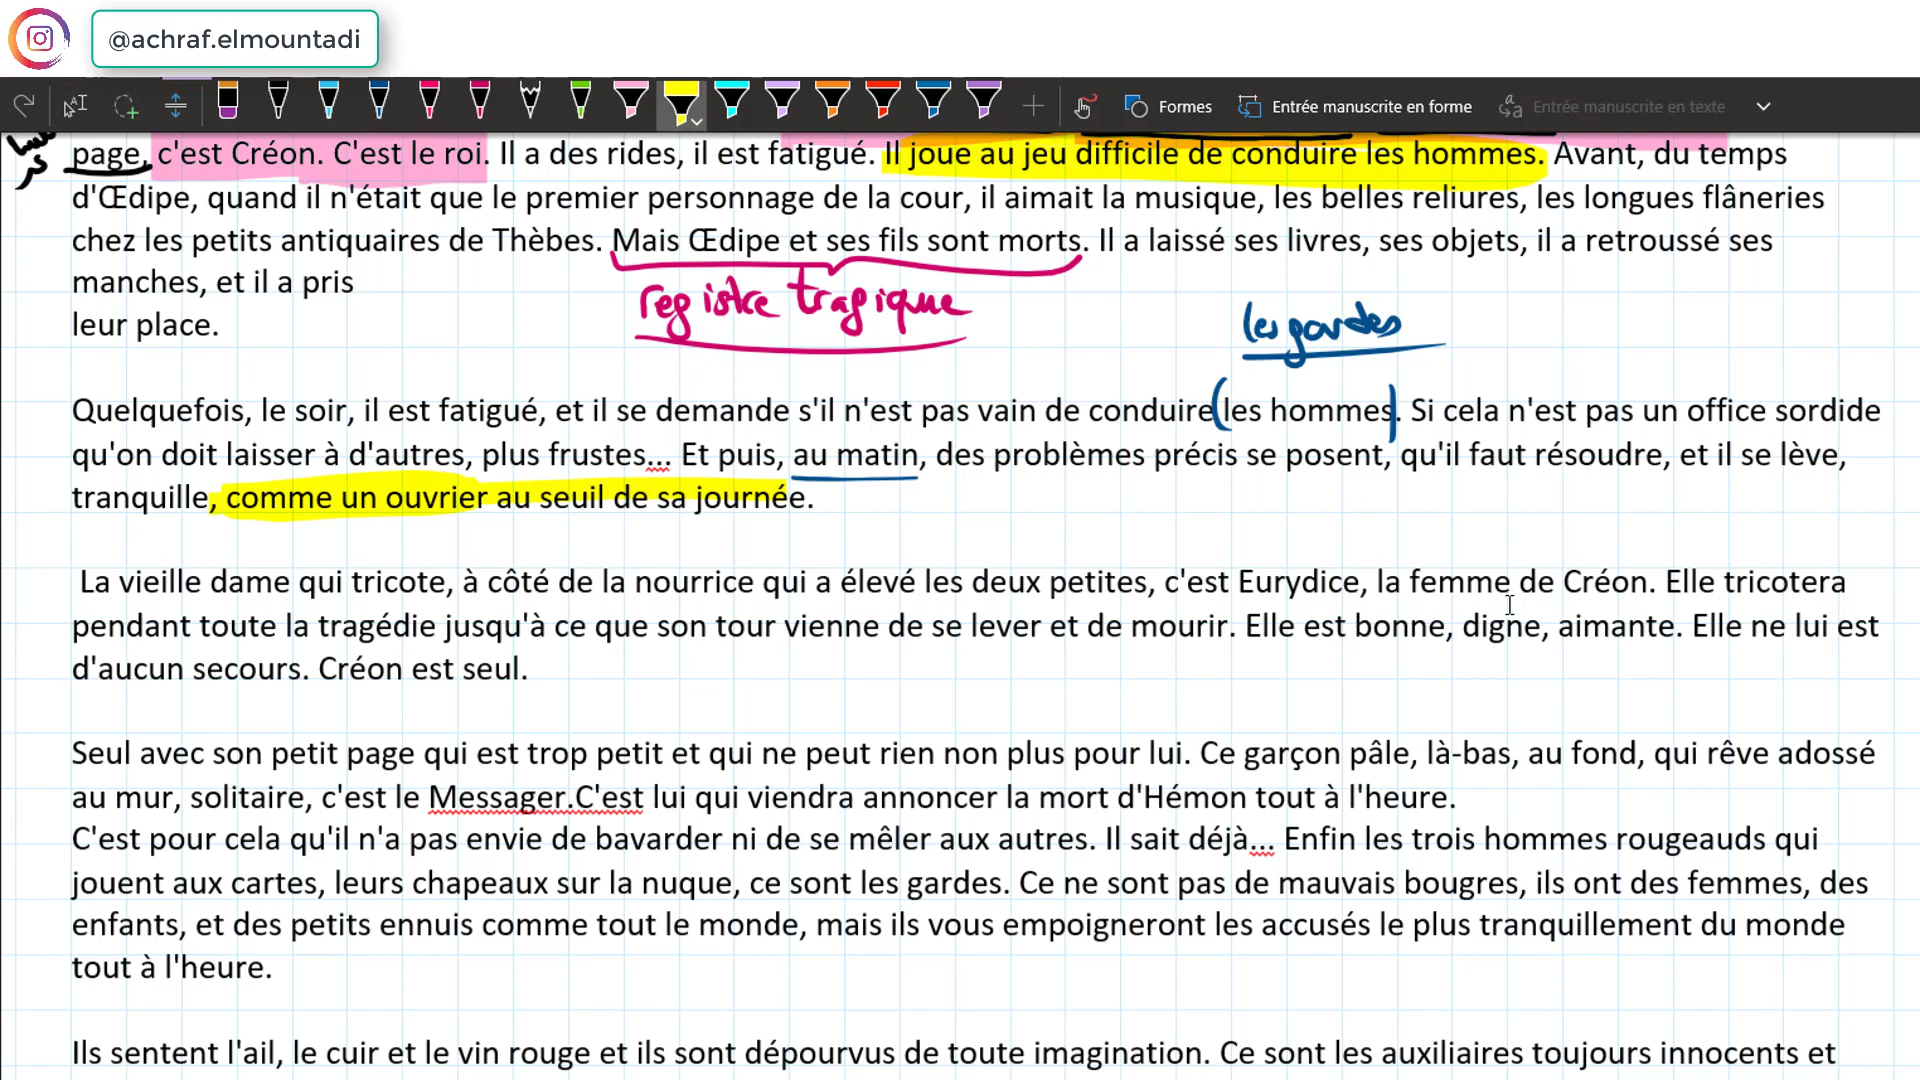 @achraf.elmountadi
Formes
Entrée manuscrite en forme
Entrée manuscrite en texte
page, c'est Créon. C'est le roi. Il a des rides, il est fatigué. Il joue au jeu difficile de conduire les hommes. Avant, du temps
d'Œdipe, quand il n'était que le premier personnage de la cour, il aimait la musique, les belles reliures, les longues flâneries
chez les petits antiquaires de Thèbes. Mais Œdipe et ses fils sont morts. Il a laissé ses livres, ses objets, il a retroussé ses
manches, et il a pris
registre tragique
leur place.
les gardes
Quelquefois, le soir, il est fatigué, et il se demande s'il n'est pas vain de conduire (les hommes). Si cela n'est pas un office sordide
qu'on doit laisser à d'autres, plus frustes... Et puis, au matin, des problèmes précis se posent, qu'il faut résoudre, et il se lève,
tranquille, comme un ouvrier au seuil de sa journée.
La vieille dame qui tricote, à côté de la nourrice qui a élevé les deux petites, c'est Eurydice, la femme de Créon. Elle tricotera
pendant toute la tragédie jusqu'à ce que son tour vienne de se lever et de mourir. Elle est bonne, digne, aimante. Elle ne lui est
d'aucun secours. Créon est seul.
Seul avec son petit page qui est trop petit et qui ne peut rien non plus pour lui. Ce garçon pâle, là-bas, au fond, qui rêve adossé
au mur, solitaire, c'est le Messager.C'est lui qui viendra annoncer la mort d'Hémon tout à l'heure.
C'est pour cela qu'il n'a pas envie de bavarder ni de se mêler aux autres. Il sait déjà... Enfin les trois hommes rougeauds qui
jouent aux cartes, leurs chapeaux sur la nuque, ce sont les gardes. Ce ne sont pas de mauvais bougres, ils ont des femmes, des
enfants, et des petits ennuis comme tout le monde, mais ils vous empoigneront les accusés le plus tranquillement du monde
tout à l'heure.
Ils sentent l'ail, le cuir et le vin rouge et ils sont dépourvus de toute imagination. Ce sont les auxiliaires toujours innocents et